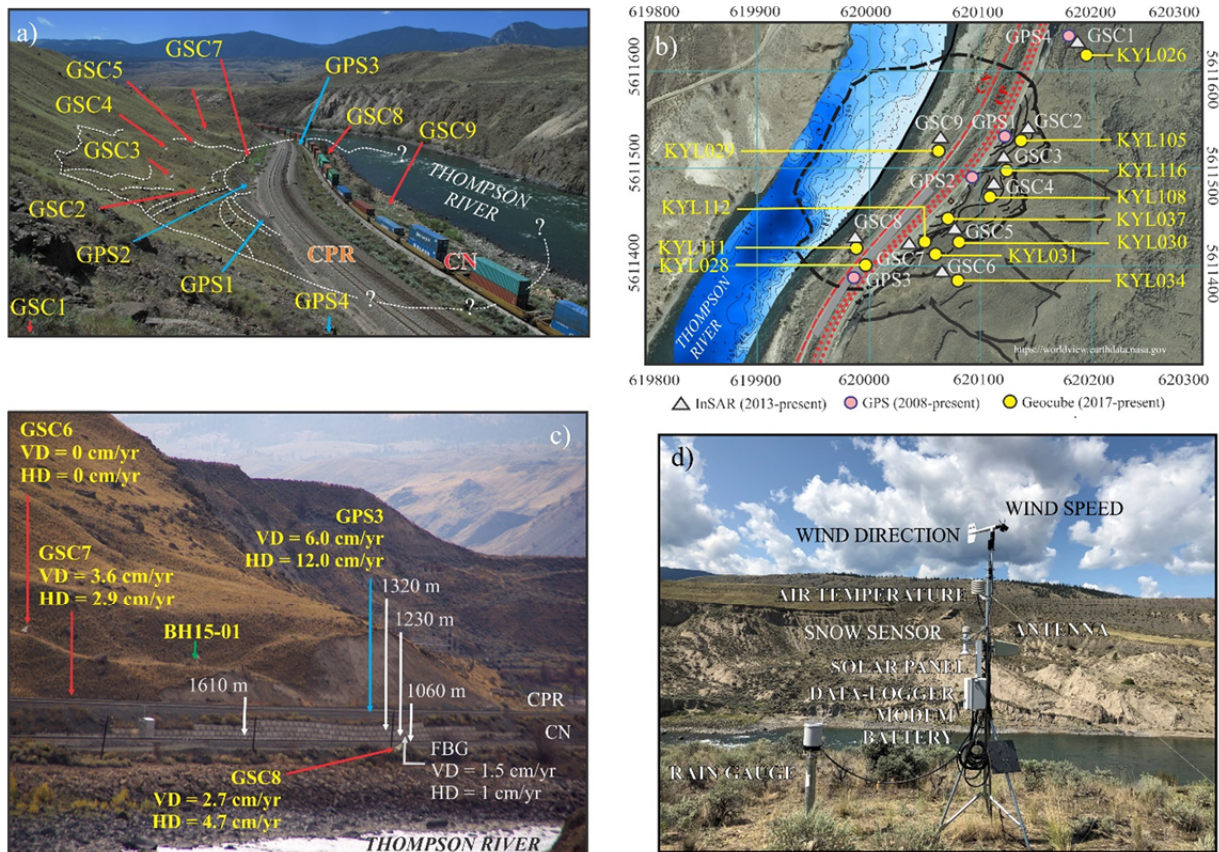 a)
GSC7
GSC5
GSC4
GSC3
GSC2
GPS2
GPS1
GSC1
GPS4
GPS3
GSC8
GSC9
CPR
CN
THOMPSON
RIVER
?
?
?
?
619800 619900 620000 620100 620200 620300
b)
GPS4
GSC1
KYL026
5611600
5611600
CN
CP
GSC9
GPS1
GSC2
KYL029
KYL105
GSC3
KYL116
5611500
5611500
GPS2
GSC4
KYL108
KYL112
KYL037
GSC8
GSC5
KYL030
KYL111
KYL031
GSC7
GSC6
KYL028
5611400
5611400
GPS3
KYL034
THOMPSON
RIVER
https://worldview.earthdata.nasa.gov
619800 619900 620000 620100 620200 620300
InSAR (2013-present) GPS (2008-present) Geocube (2017-present)
c)
GSC6
VD = 0 cm/yr
HD = 0 cm/yr
GPS3
VD = 6.0 cm/yr
HD = 12.0 cm/yr
GSC7
VD = 3.6 cm/yr
HD = 2.9 cm/yr
1320 m
1230 m
BH15-01
1610 m
1060 m
CPR
CN
FBG
VD = 1.5 cm/yr
HD = 1 cm/yr
GSC8
VD = 2.7 cm/yr
HD = 4.7 cm/yr
THOMPSON RIVER
d)
WIND SPEED
WIND DIRECTION
AIR TEMPERATURE
SNOW SENSOR
ANTENNA
SOLAR PANEL
DATA-LOGGER
MODEM
BATTERY
RAIN GAUGE